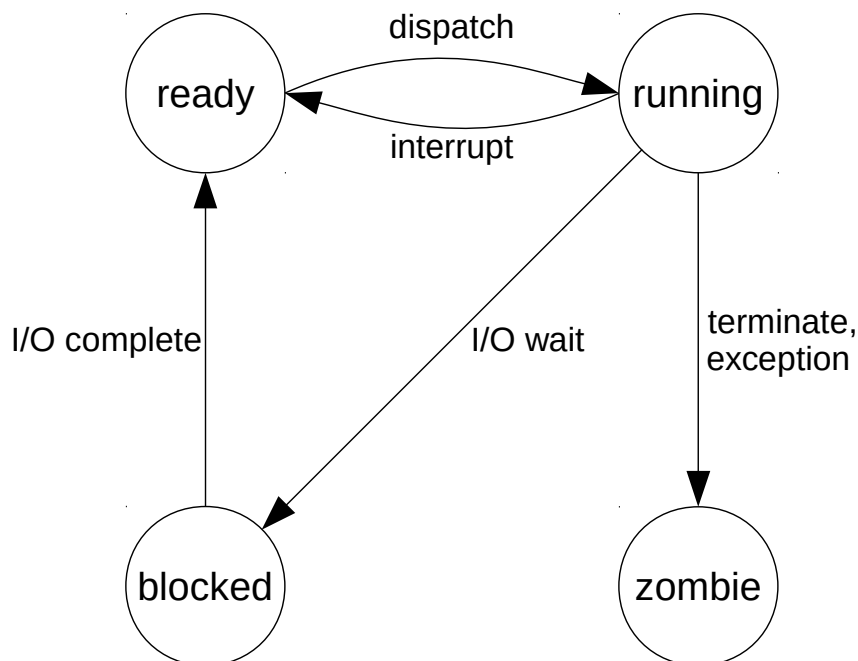 dispatch
ready
running
interrupt
I/O complete
I/O wait
terminate,
exception
blocked
zombie